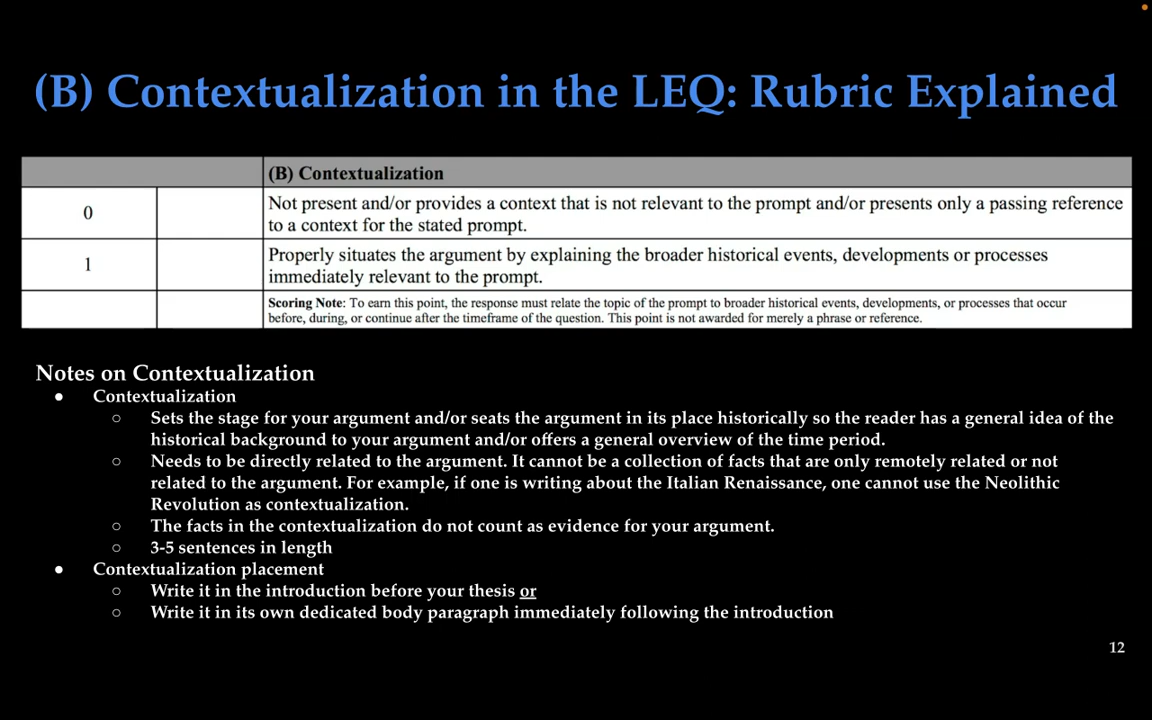 (B) Contextualization in the LEQ: Rubric Explained
(B) Contextualization
0
Not present and/or provides a context that is not relevant to the prompt and/or presents only a passing reference
to a context for the stated prompt.
1
Properly situates the argument by explaining the broader historical events, developments or processes
immediately relevant to the prompt.
Scoring Note: To earn this point, the response must relate the topic of the prompt to broader historical events, developments, or processes that occur
before, during, or continue after the timeframe of the question. This point is not awarded for merely a phrase or reference.
Notes on Contextualization
● Contextualization
○ Sets the stage for your argument and/or seats the argument in its place historically so the reader has a general idea of the
historical background to your argument and/or offers a general overview of the time period.
○ Needs to be directly related to the argument. It cannot be a collection of facts that are only remotely related or not
related to the argument. For example, if one is writing about the Italian Renaissance, one cannot use the Neolithic
Revolution as contextualization.
○ The facts in the contextualization do not count as evidence for your argument.
○ 3-5 sentences in length
● Contextualization placement
○ Write it in the introduction before your thesis or
○ Write it in its own dedicated body paragraph immediately following the introduction
12